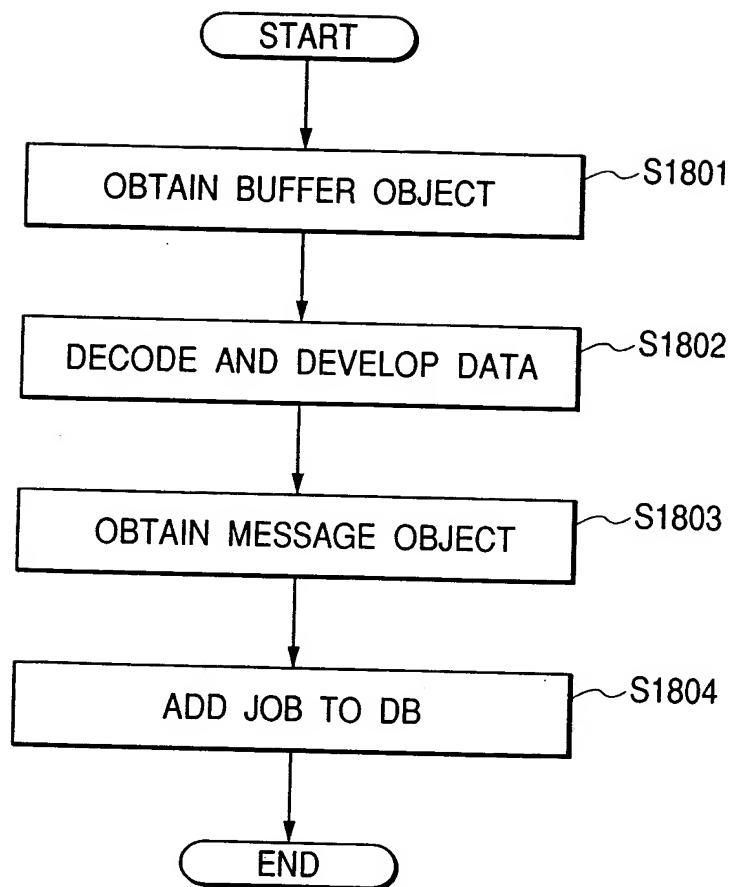 START
OBTAIN BUFFER OBJECT
S1801
DECODE AND DEVELOP DATA
S1802
OBTAIN MESSAGE OBJECT
S1803
ADD JOB TO DB
S1804
END